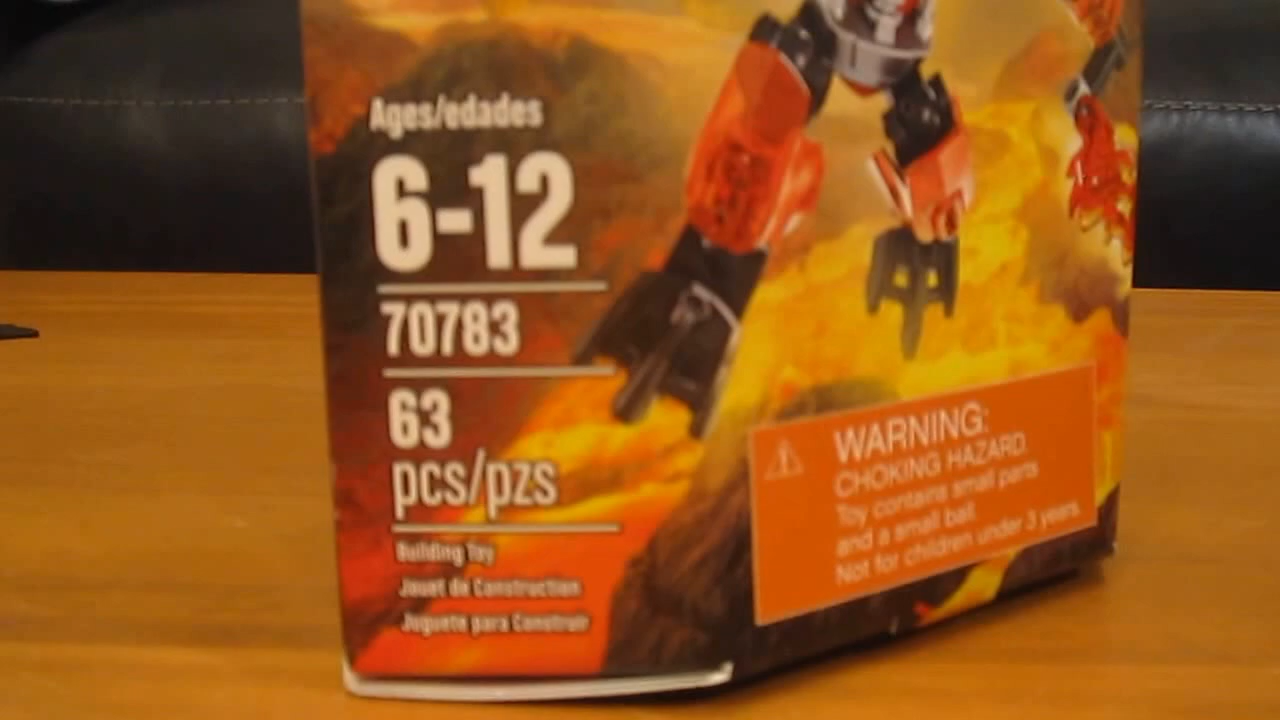 Ages/edades
6-12
70783
63
pcs/pzs
Building Toy
Jouet de Construction
Juguete para Construir
WARNING:
CHOKING HAZARD.
Toy contains small parts
and a small ball.
Not for children under 3 years.